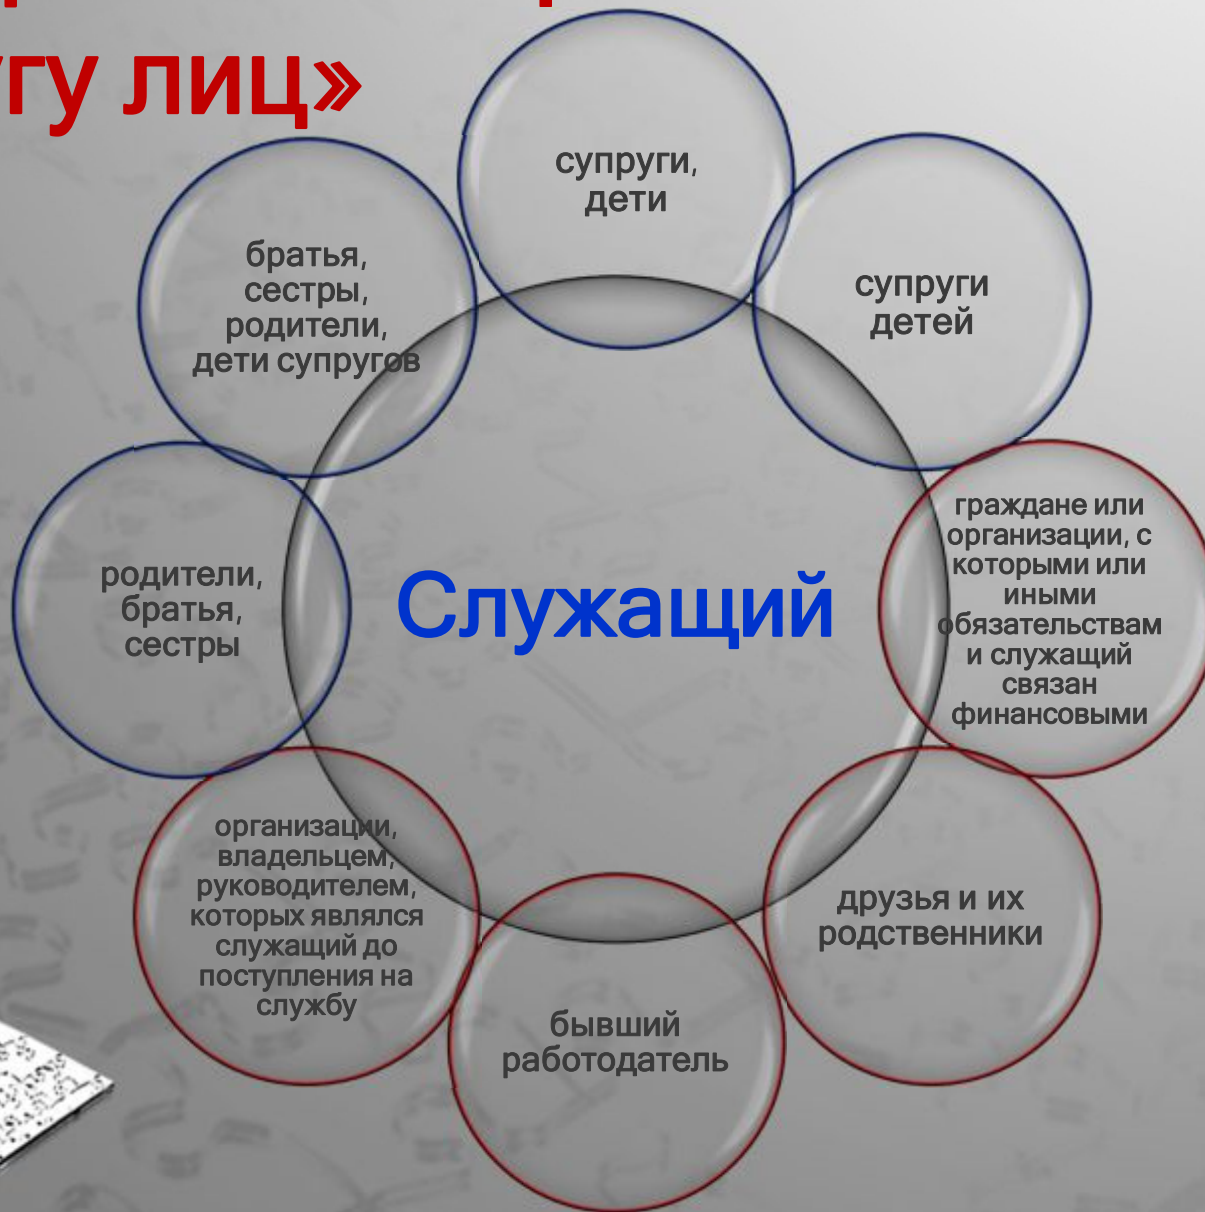 лиц»
супруги,
дети
супруги
детей
граждане или
организации, с
которыми или
иными
обязательствам
и служащий
связан
финансовыми
друзья и их
родственники
бывший
работодатель
организации,
владельцем,
руководителем,
которых являлся
служащий до
поступления на
службу
родители,
братья,
сестры
братья,
сестры,
родители,
дети супругов
Служащий